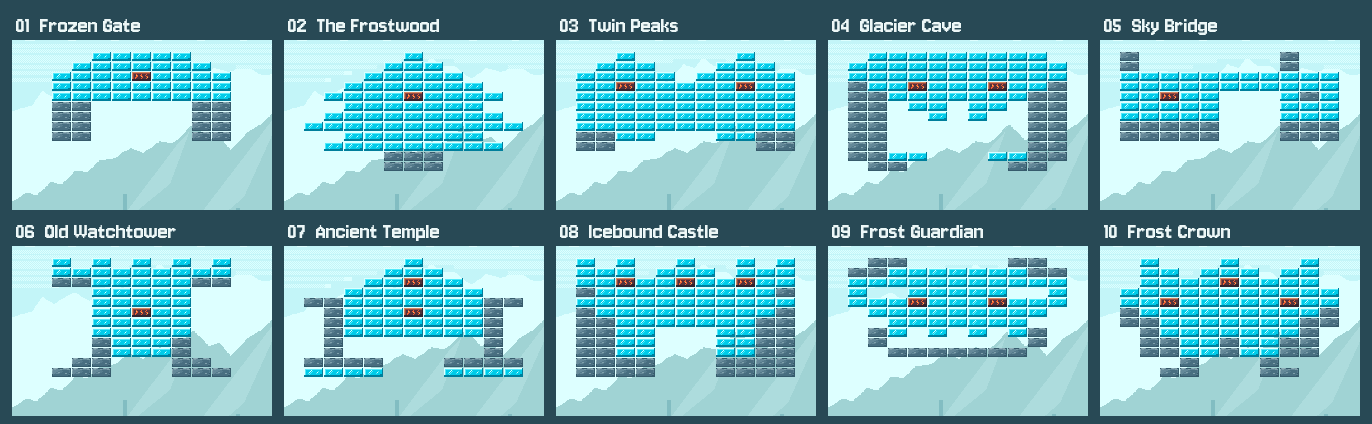 01 Frozen Gate
02 The Frostwood
03 Twin Peaks
04 Glacier Cave
05 Sky Bridge
06 Old Watchtower
07 Ancient Temple
08 Icebound Castle
09 Frost Guardian
10 Frost Crown